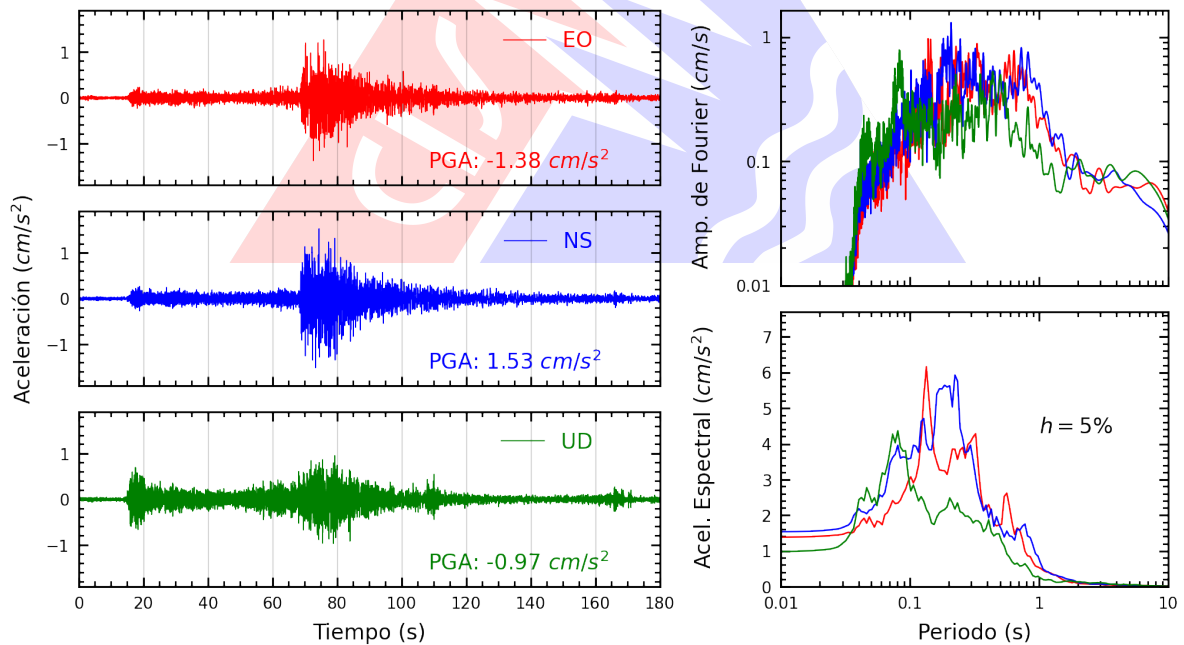 Aceleración (cm/s²)
1
0
−1
EO
PGA: -1.38 cm/s²
1
0
−1
NS
PGA: 1.53 cm/s²
1
0
−1
UD
PGA: -0.97 cm/s²
0 20 40 60 80 100 120 140 160 180
Tiempo (s)
Amp. de Fourier (cm/s)
1
0.1
0.01
Acel. Espectral (cm/s²)
7
6
5
4
3
2
1
0
h = 5%
0.01 0.1 1 10
Periodo (s)